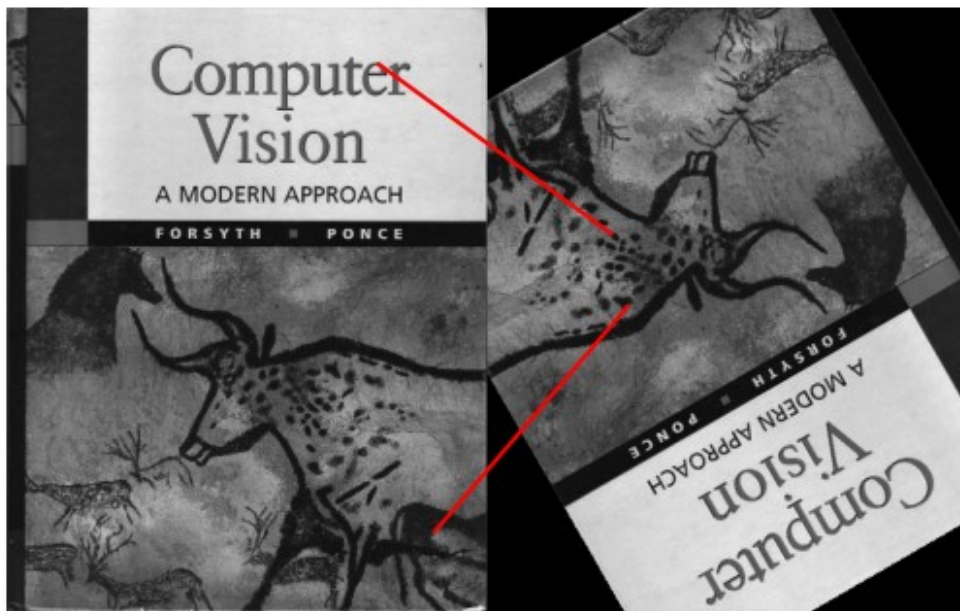 Computer
Vision
A MODERN APPROACH
FORSYTH ■ PONCE
FORSYTH ■ PONCE
A MODERN APPROACH
Vision
Computer